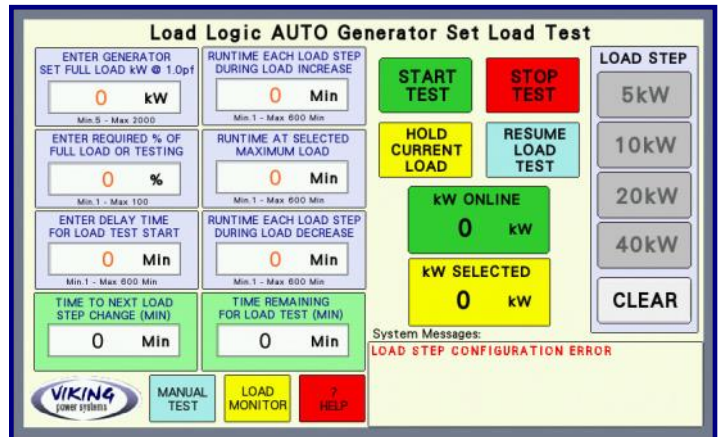 Load Logic AUTO Generator Set Load Test
ENTER GENERATOR
SET FULL LOAD kW @ 1.0pf
0 kW
Min.5 - Max 2000
RUNTIME EACH LOAD STEP
DURING LOAD INCREASE
0 Min
Min.1 - Max 600 Min
ENTER REQUIRED % OF
FULL LOAD OR TESTING
0 %
Min.1 - Max 100
RUNTIME AT SELECTED
MAXIMUM LOAD
0 Min
Min.1 - Max 600 Min
ENTER DELAY TIME
FOR LOAD TEST START
0 Min
Min.1 - Max 600 Min
RUNTIME EACH LOAD STEP
DURING LOAD DECREASE
0 Min
Min.1 - Max 600 Min
TIME TO NEXT LOAD
STEP CHANGE (MIN)
0 Min
TIME REMAINING
FOR LOAD TEST (MIN)
0 Min
VIKING
power systems
MANUAL
TEST
LOAD
MONITOR
?
HELP
START
TEST
STOP
TEST
HOLD
CURRENT
LOAD
RESUME
LOAD
TEST
kW ONLINE
0 kW
kW SELECTED
0 kW
System Messages:
LOAD STEP CONFIGURATION ERROR
LOAD STEP
5kW
10kW
20kW
40kW
CLEAR